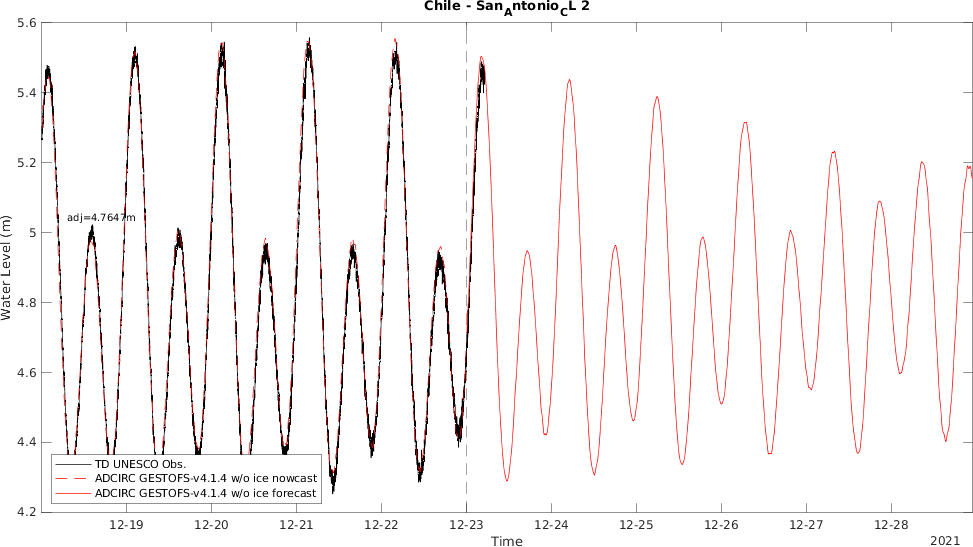 Chile - San_Antonio_CL 2
5.6
5.4
5.2
5
4.8
4.6
4.4
4.2
Water Level (m)
adj=4.7647m
TD UNESCO Obs.
ADCIRC GESTOFS-v4.1.4 w/o ice nowcast
ADCIRC GESTOFS-v4.1.4 w/o ice forecast
12-19 12-20 12-21 12-22 12-23 12-24 12-25 12-26 12-27 12-28
Time
2021